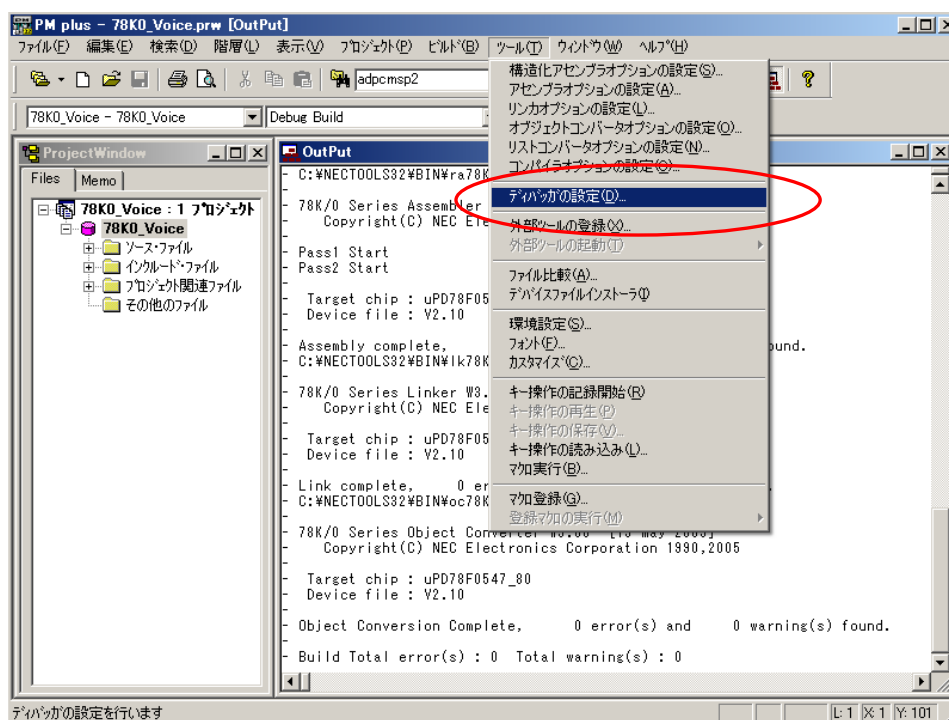 PM plus - 78K0_Voice.prw [OutPut]
ファイル(F) 編集(E) 検索(D) 階層(L) 表示(V) プロジェクト(P) ビルド(B) ツール(T) ウィンドウ(W) ヘルプ(H)
adpcmsp2
78K0_Voice - 78K0_Voice
Debug Build
ProjectWindow
Files
Memo
78K0_Voice : 1 プロジェクト
78K0_Voice
ソース・ファイル
インクルード・ファイル
プロジェクト関連ファイル
その他のファイル
OutPut
C:¥NECTOOLS32¥BIN¥ra78K
78K/0 Series Assembler
Copyright(C) NEC Ele
Pass1 Start
Pass2 Start
Target chip : uPD78F05
Device file : V2.10
Assembly complete, ound.
C:¥NECTOOLS32¥BIN¥lk78K
78K/0 Series Linker W3.
Copyright(C) NEC Ele
Target chip : uPD78F05
Device file : V2.10
Link complete, 0 er
C:¥NECTOOLS32¥BIN¥oc78K
78K/0 Series Object Converter
Copyright(C) NEC Electronics Corporation 1990,2005
Target chip : uPD78F0547_80
Device file : V2.10
Object Conversion Complete, 0 error(s) and 0 warning(s) found.
Build Total error(s) : 0 Total warning(s) : 0
構造化アセンブラオプションの設定(S)...
アセンブラオプションの設定(A)...
リンカオプションの設定(L)...
オブジェクトコンバータオプションの設定(O)...
リストコンバータオプションの設定(N)...
コンパイラオプションの設定(C)...
ディバッガの設定(D)...
外部ツールの登録(X)...
外部ツールの起動(T)
ファイル比較(A)...
デバイスファイルインストーラ(I)
環境設定(S)...
フォント(F)...
カスタマイズ(C)...
キー操作の記録開始(R)
キー操作の再生(P)
キー操作の保存(V)...
キー操作の読み込み(L)...
マクロ実行(B)...
マクロ登録(G)...
登録マクロの実行(M)
ディバッガの設定を行います
L: 1 X: 1 Y: 101